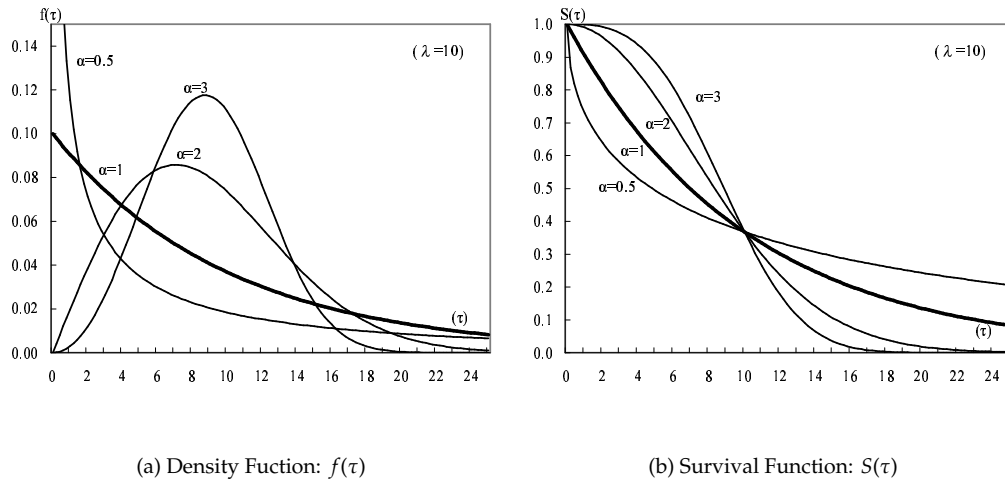 f(τ)
0.14
0.12
0.10
0.08
0.06
0.04
0.02
0.00
0 2 4 6 8 10 12 14 16 18 20 22 24
α=0.5
α=3
α=2
α=1
( λ =10)
(τ)
S(τ)
1.0
0.9
0.8
0.7
0.6
0.5
0.4
0.3
0.2
0.1
0.0
0 2 4 6 8 10 12 14 16 18 20 22 24
( λ =10)
α=3
α=2
α=1
α=0.5
(τ)
(a) Density Fuction: f(τ)
(b) Survival Function: S(τ)